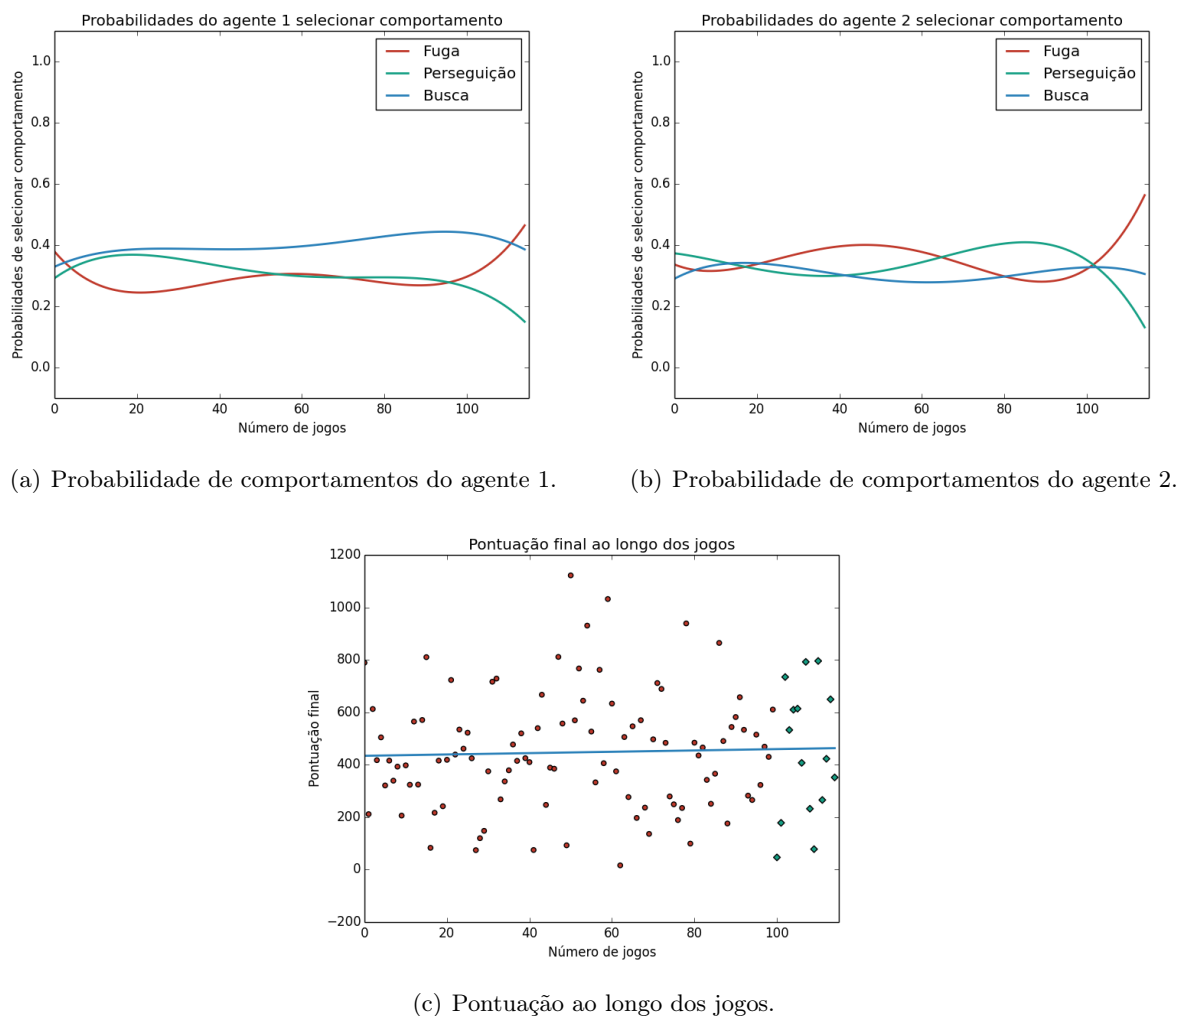 Probabilidades do agente 1 selecionar comportamento
Probabilidades de selecionar comportamento
1.0
0.8
0.6
0.4
0.2
0.0
Fuga
Perseguição
Busca
0 20 40 60 80 100
Número de jogos
(a) Probabilidade de comportamentos do agente 1.
Probabilidades do agente 2 selecionar comportamento
Probabilidades de selecionar comportamento
1.0
0.8
0.6
0.4
0.2
0.0
Fuga
Perseguição
Busca
0 20 40 60 80 100
Número de jogos
(b) Probabilidade de comportamentos do agente 2.
Pontuação final ao longo dos jogos
Pontuação final
1200
1000
800
600
400
200
0
−200
0 20 40 60 80 100
Número de jogos
(c) Pontuação ao longo dos jogos.